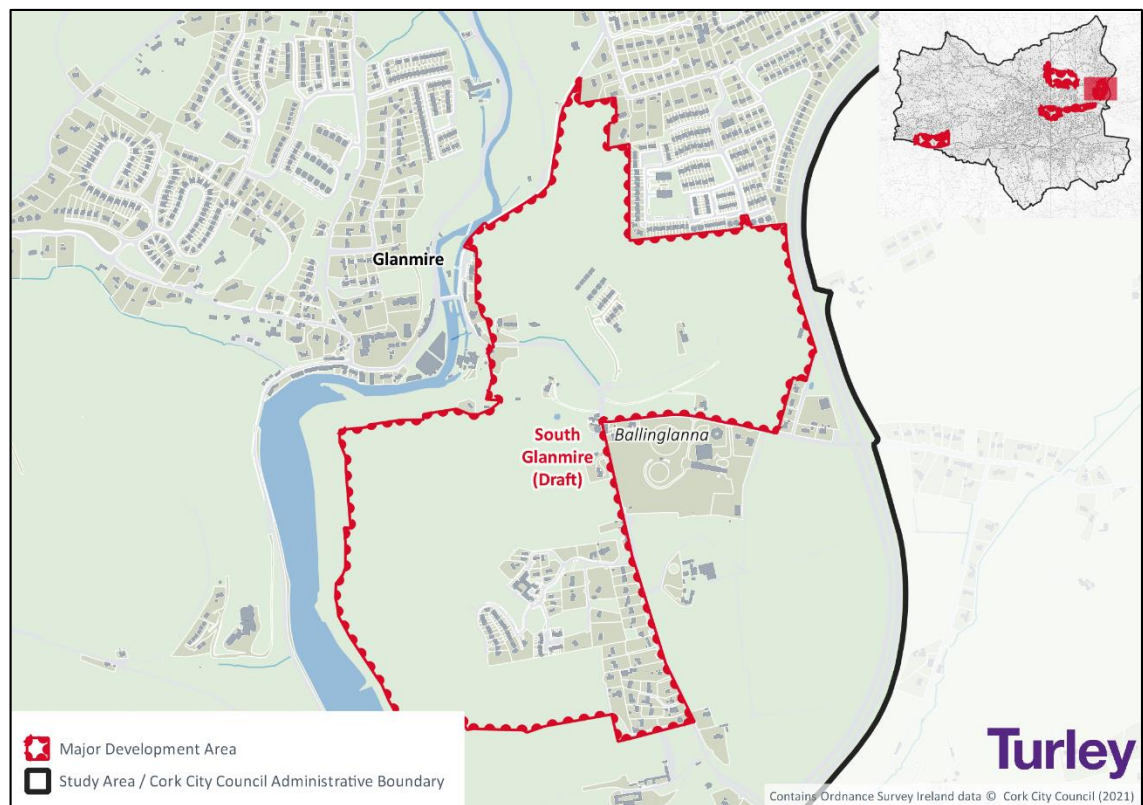 Glanmire
South
Glanmire
(Draft)
Ballinglanna
Major Development Area
Study Area / Cork City Council Administrative Boundary
Turley
Contains Ordnance Survey Ireland data © Cork City Council (2021)